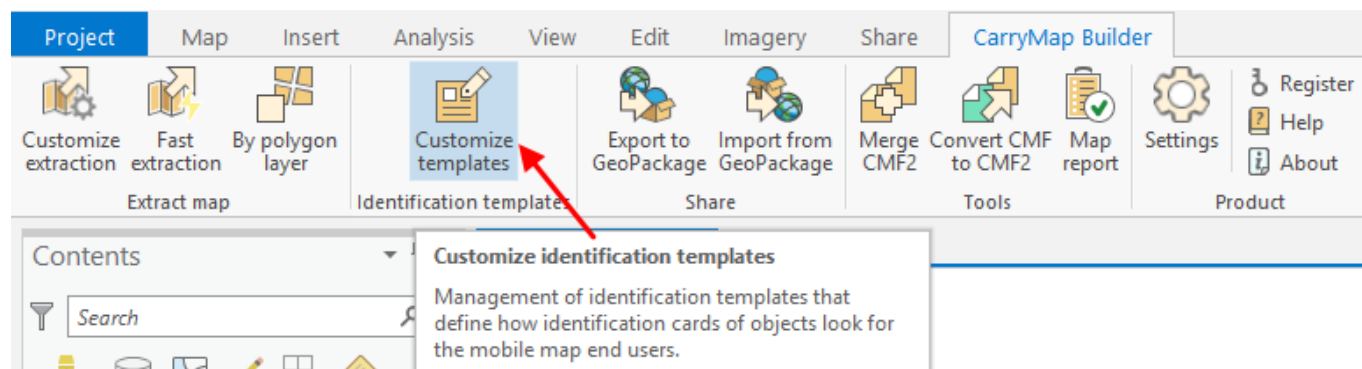 Project Map Insert Analysis View Edit Imagery Share CarryMap Builder
Customize extraction
Fast extraction
By polygon layer
Extract map
Customize templates
Identification templates
Export to GeoPackage
Import from GeoPackage
Share
Merge CMF2
Convert CMF to CMF2
Map report
Tools
Settings
Register
Help
About
Product
Contents
Search
Customize identification templates
Management of identification templates that
define how identification cards of objects look for
the mobile map end users.